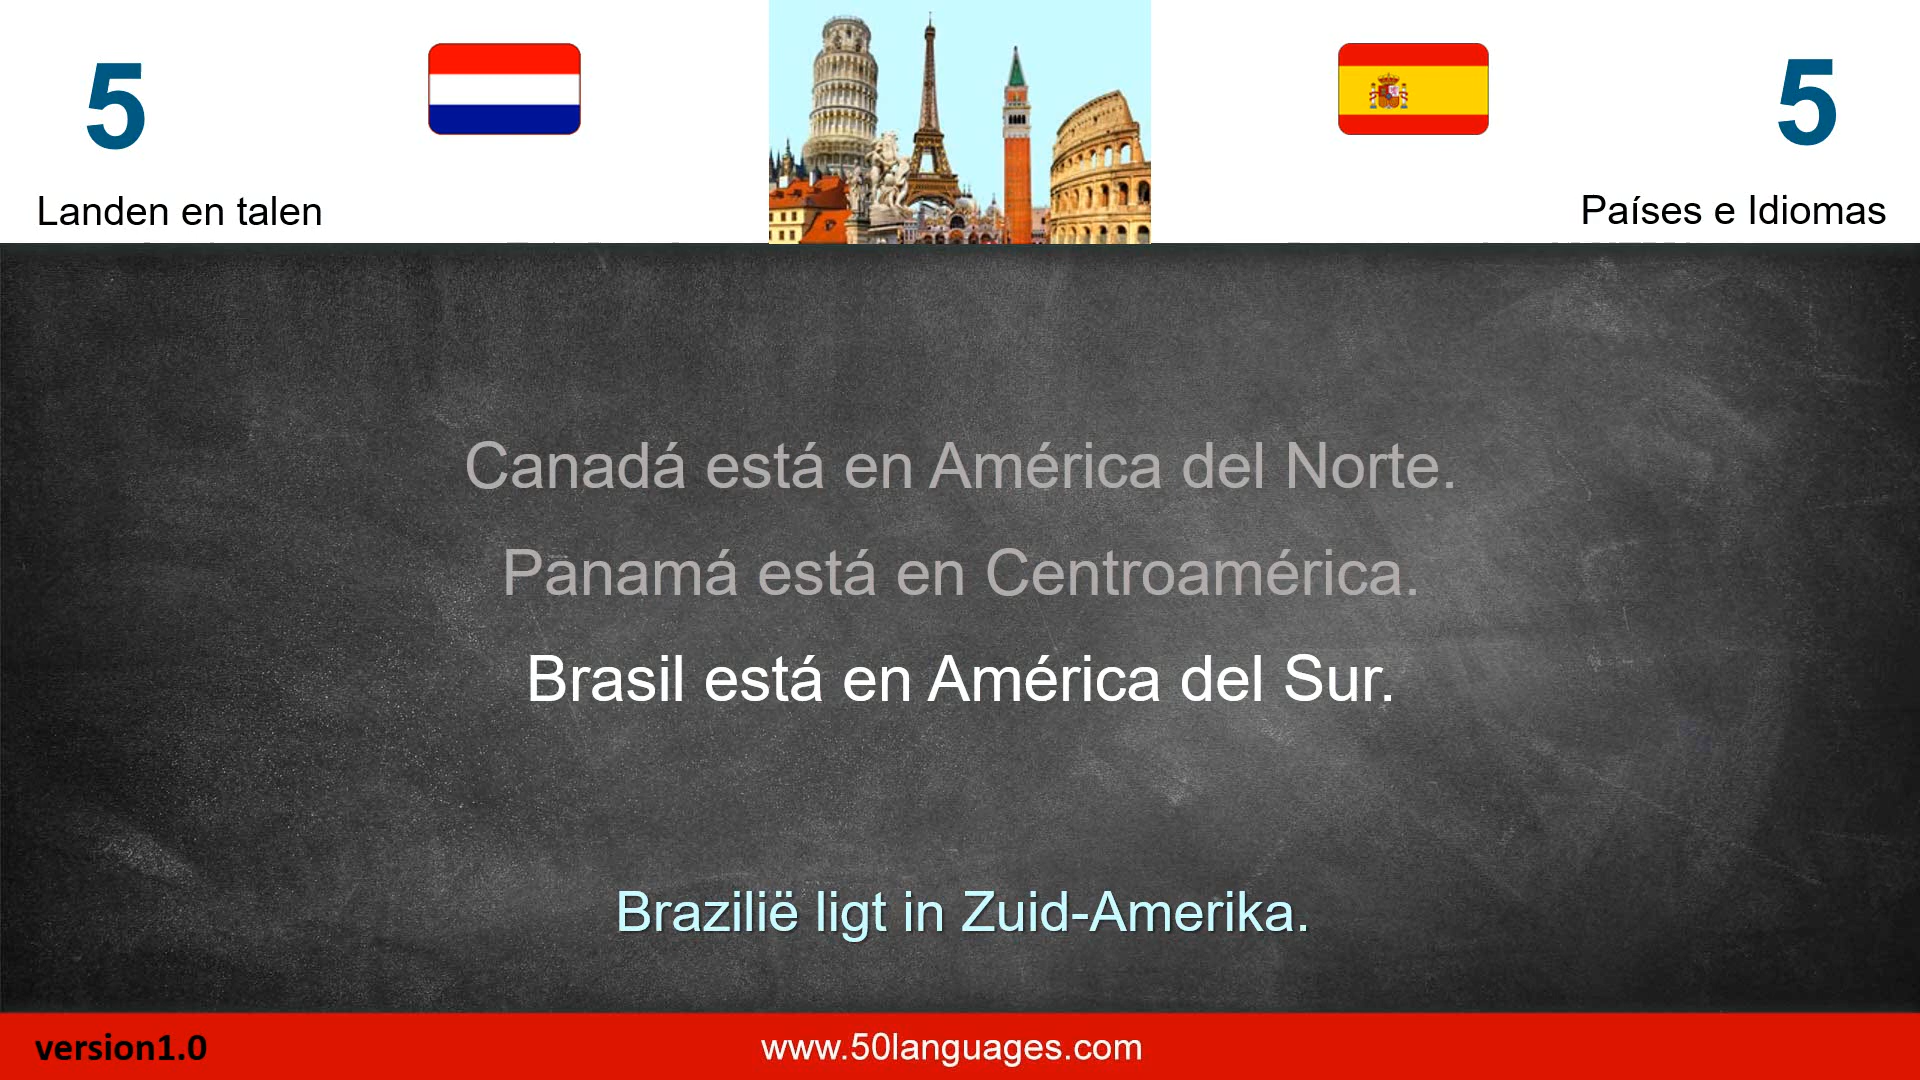 5
5
Landen en talen
Países e Idiomas
Canadá está en América del Norte.
Panamá está en Centroamérica.
Brasil está en América del Sur.
Brazilië ligt in Zuid-Amerika.
version1.0
www.50languages.com